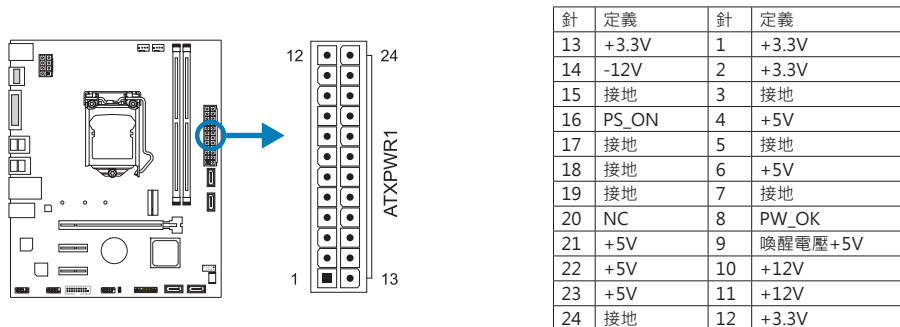 12 24
ATXPWR1
1 13
針 定義 針 定義
13 +3.3V 1 +3.3V
14 -12V 2 +3.3V
15 接地 3 接地
16 PS_ON 4 +5V
17 接地 5 接地
18 接地 6 +5V
19 接地 7 接地
20 NC 8 PW_OK
21 +5V 9 喚醒電壓+5V
22 +5V 10 +12V
23 +5V 11 +12V
24 接地 12 +3.3V